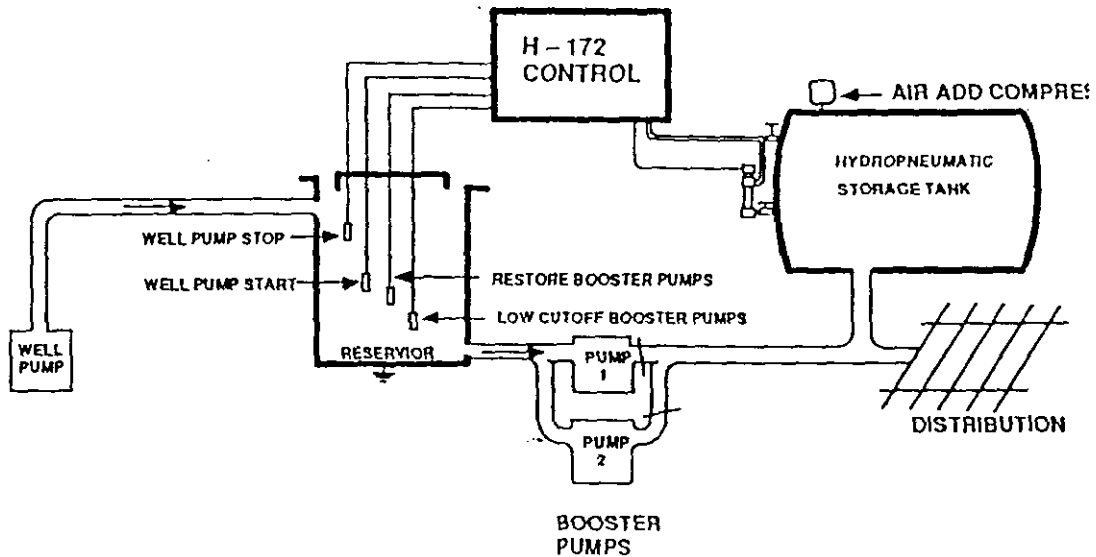 H – 172
CONTROL
AIR ADD COMPRES
HYDROPNEUMATIC
STORAGE TANK
WELL PUMP STOP
WELL PUMP START
RESTORE BOOSTER PUMPS
LOW CUTOFF BOOSTER PUMPS
WELL
PUMP
RESERVIOR
PUMP
1
PUMP
2
DISTRIBUTION
BOOSTER
PUMPS